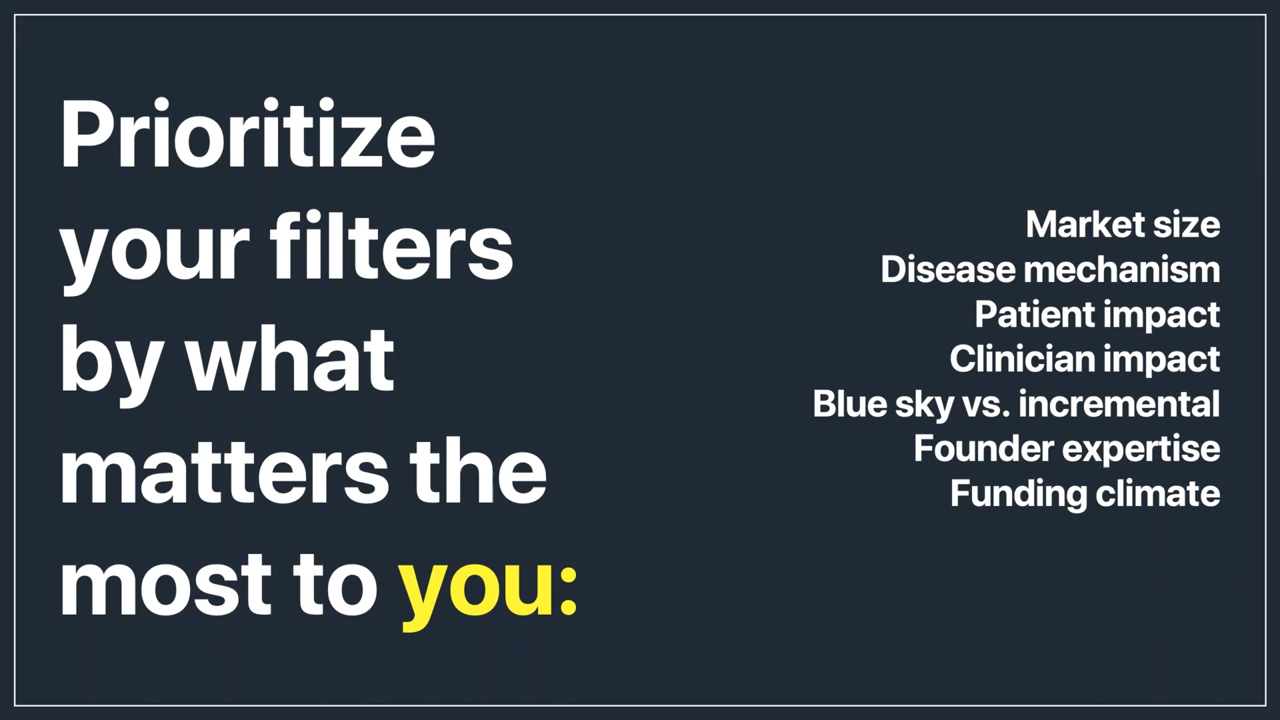 Prioritize
your filters
by what
matters the
most to you:
Market size
Disease mechanism
Patient impact
Clinician impact
Blue sky vs. incremental
Founder expertise
Funding climate